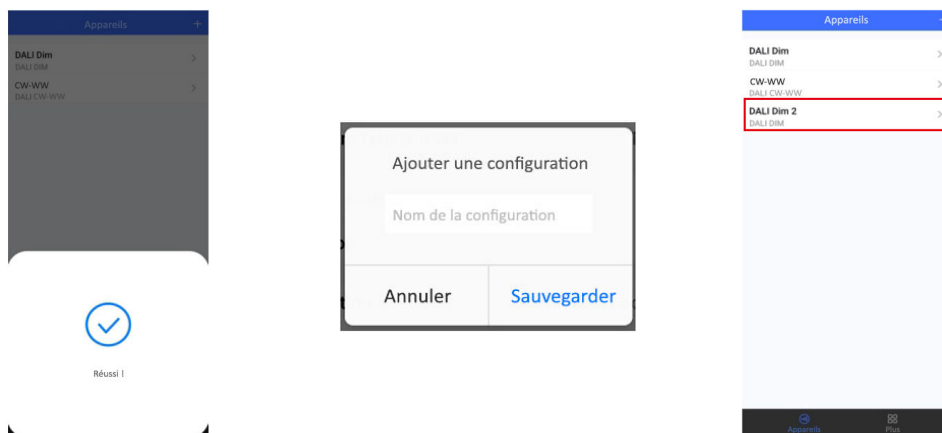 Appareils +
DALI Dim
DALI DIM
CW-WW
DALI CW-WW
Réussi !
Ajouter une configuration
Nom de la configuration
Annuler
Sauvegarder
Appareils
DALI Dim
DALI DIM
CW-WW
DALI CW-WW
DALI Dim 2
DALI DIM
Appareils
Plus